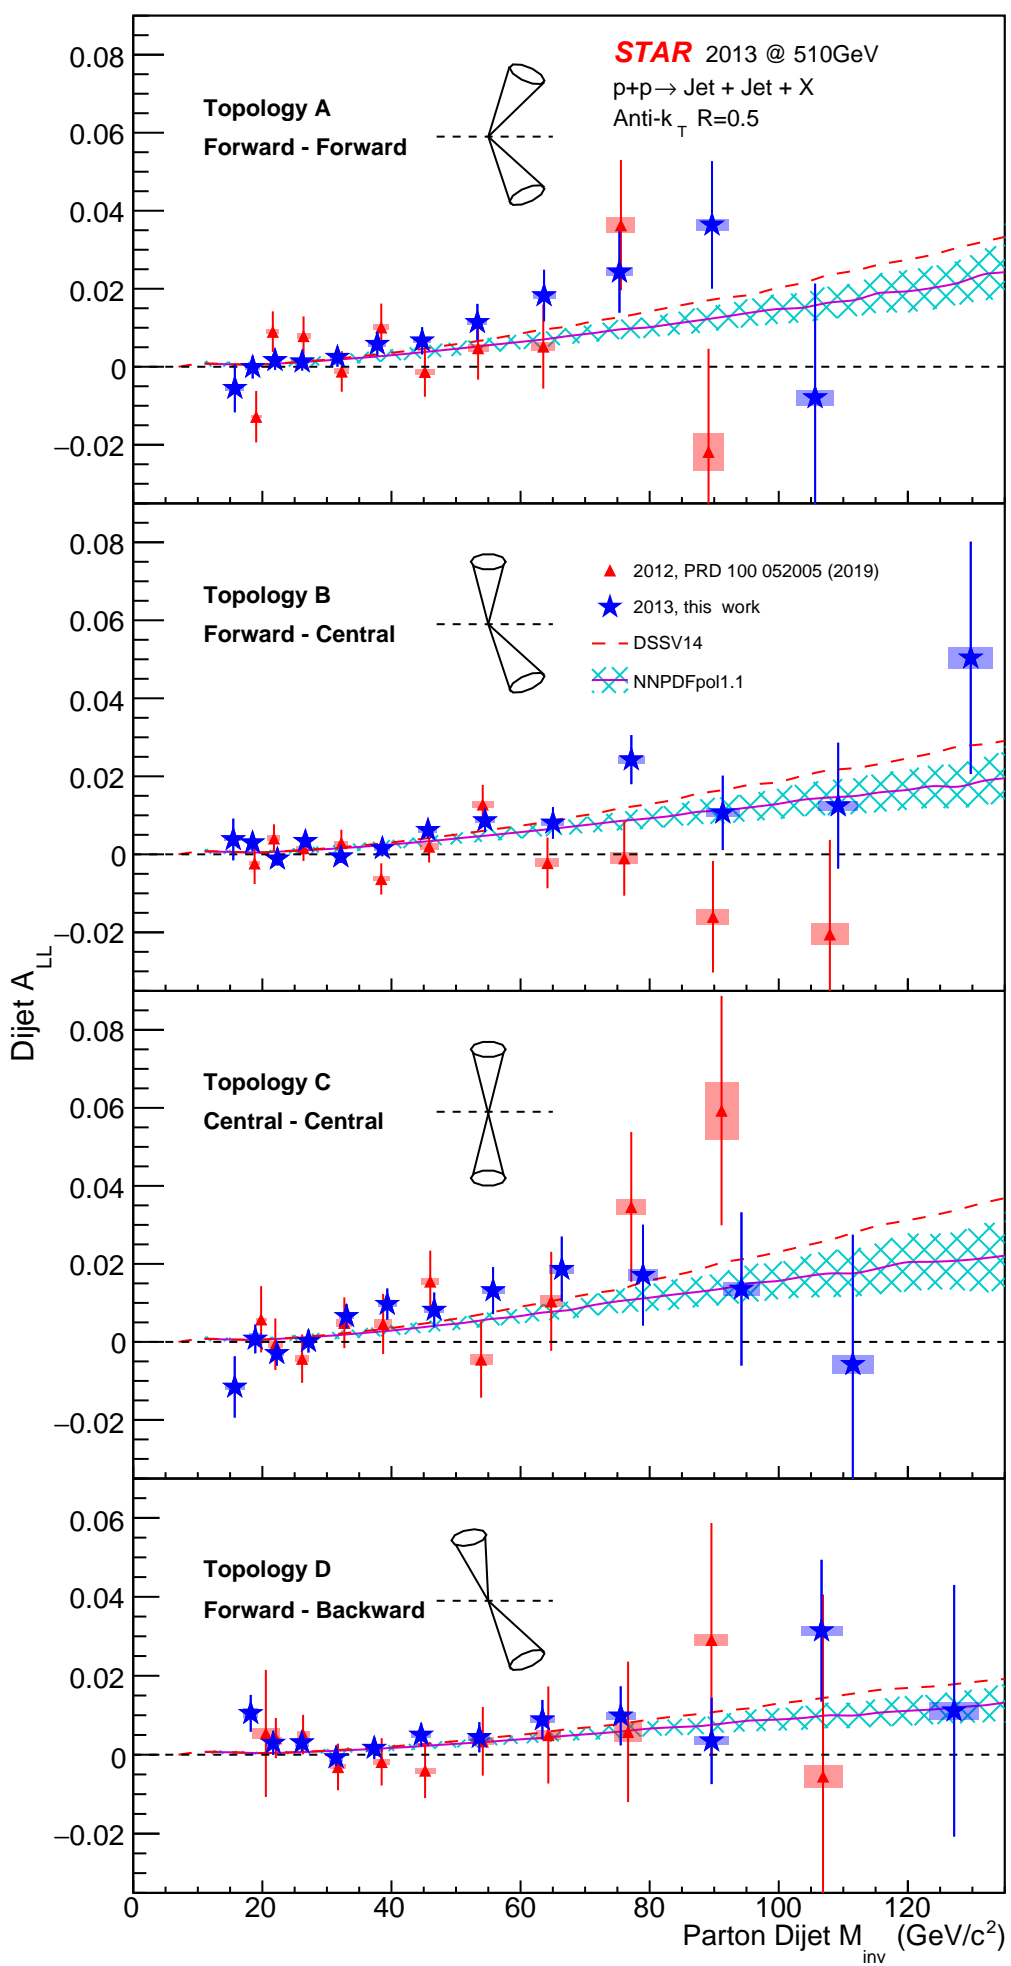 STAR 2013 @ 510GeV
p+p→ Jet + Jet + X
Anti-k_T R=0.5
Topology A
Forward - Forward
0.08
0.06
0.04
0.02
0
−0.02
Topology B
Forward - Central
2012, PRD 100 052005 (2019)
2013, this work
DSSV14
NNPDFpol1.1
0.08
0.06
0.04
0.02
0
−0.02
Dijet A_LL
Topology C
Central - Central
0.08
0.06
0.04
0.02
0
−0.02
Topology D
Forward - Backward
0.06
0.04
0.02
0
−0.02
0 20 40 60 80 100 120
Parton Dijet M_inv (GeV/c²)